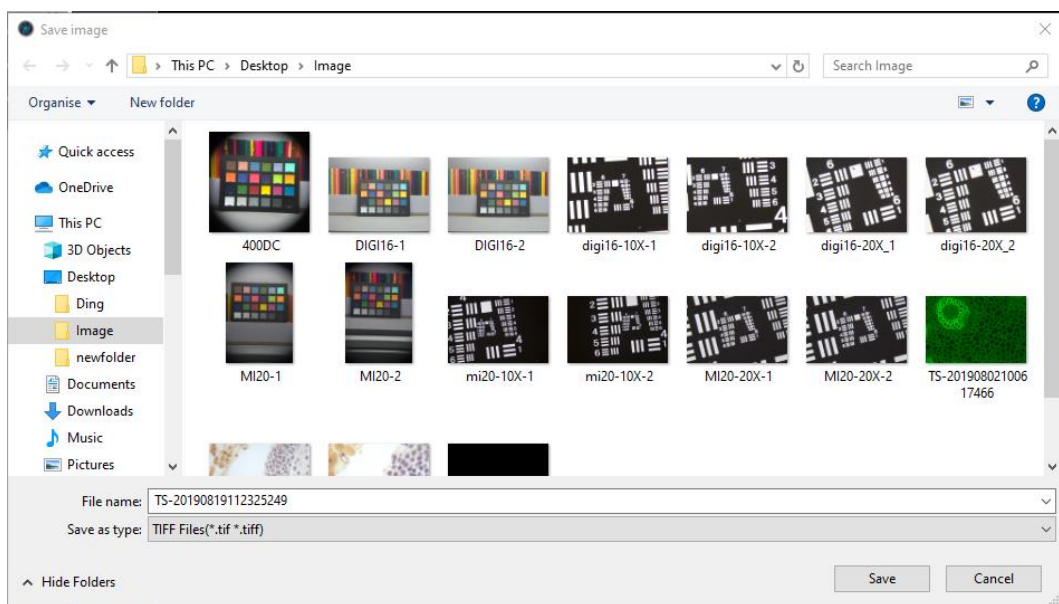 Save image
This PC > Desktop > Image
Search Image
Organise
New folder
Quick access
OneDrive
This PC
3D Objects
Desktop
Ding
Image
newfolder
Documents
Downloads
Music
Pictures
400DC
DIGI16-1
DIGI16-2
digi16-10X-1
digi16-10X-2
digi16-20X_1
digi16-20X_2
MI20-1
MI20-2
mi20-10X-1
mi20-10X-2
MI20-20X-1
MI20-20X-2
TS-201908021006
17466
File name: TS-20190819112325249
Save as type: TIFF Files(*.tif *.tiff)
Hide Folders
Save
Cancel